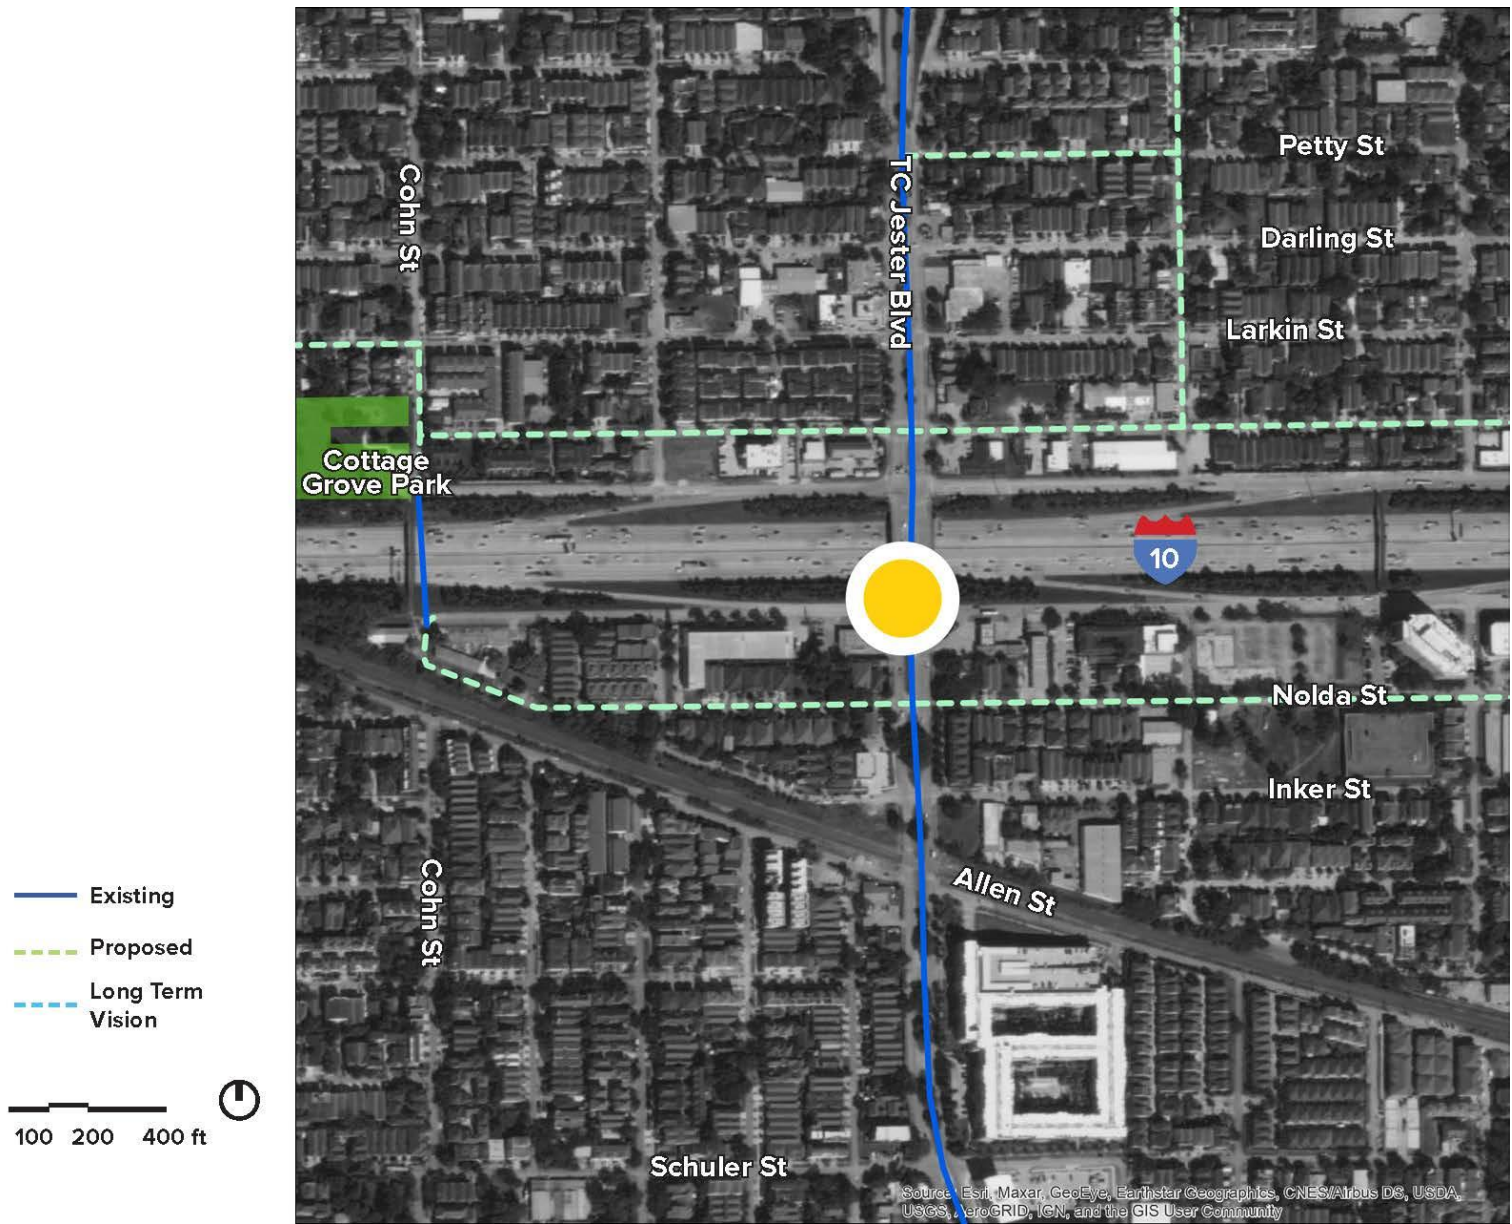 Petty St
Cohn St
TC Jester Blvd
Darling St
Larkin St
Cottage
Grove Park
10
Nolda St
Inker St
Cohn St
Allen St
Existing
Proposed
Long Term
Vision
100 200 400 ft
Schuler St
Source: Esri, Maxar, GeoEye, Earthstar Geographics, CNES/Airbus DS, USDA,
USGS, AeroGRID, IGN, and the GIS User Community